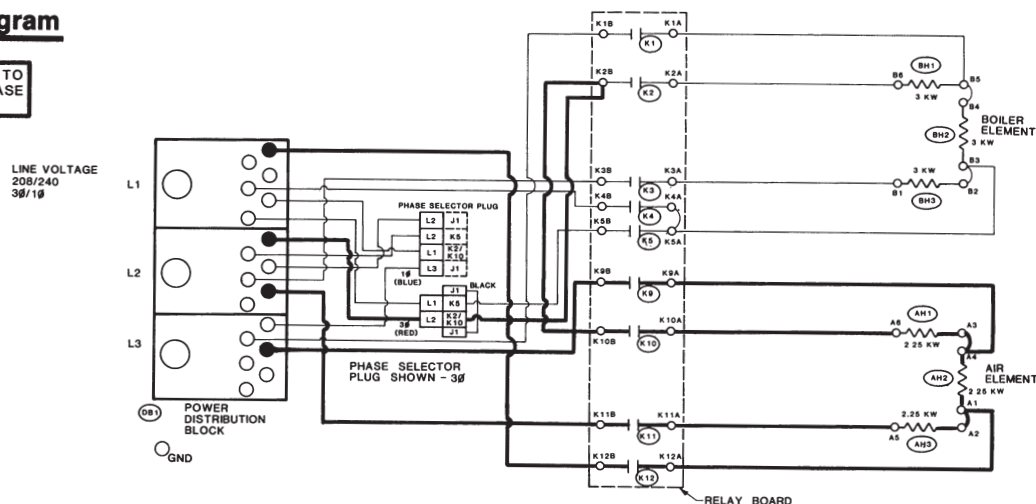 gram
TO
ASE
LINE VOLTAGE
208/240
3Ø/1Ø
L1
L2
L3
DB1
POWER
DISTRIBUTION
BLOCK
GND
PHASE SELECTOR PLUG
L2 J1
L2 K5
L1 K2/K10
L3 J1
1Ø
(BLUE)
BLACK
J1
L1 K5
L2 K2/K10
J1
3Ø
(RED)
PHASE SELECTOR
PLUG SHOWN - 3Ø
K1B K1A
K1
K2B K2A
K2
K3B K3A
K3
K4B K4A
K4
K5B
K5 K5A
K9B K9A
K9
K10A
K10B K10
K11B K11A
K11
K12B K12A
K12
RELAY BOARD
BH1
B6 B5
3 KW
B4
BOILER
ELEMENT
BH2
3 KW
B3
3 KW
B1 B2
BH3
AH1
A6 A3
2.25 KW
A4
AIR
ELEMENT
AH2
2.25 KW
A1
2.25 KW
A5 A2
AH3